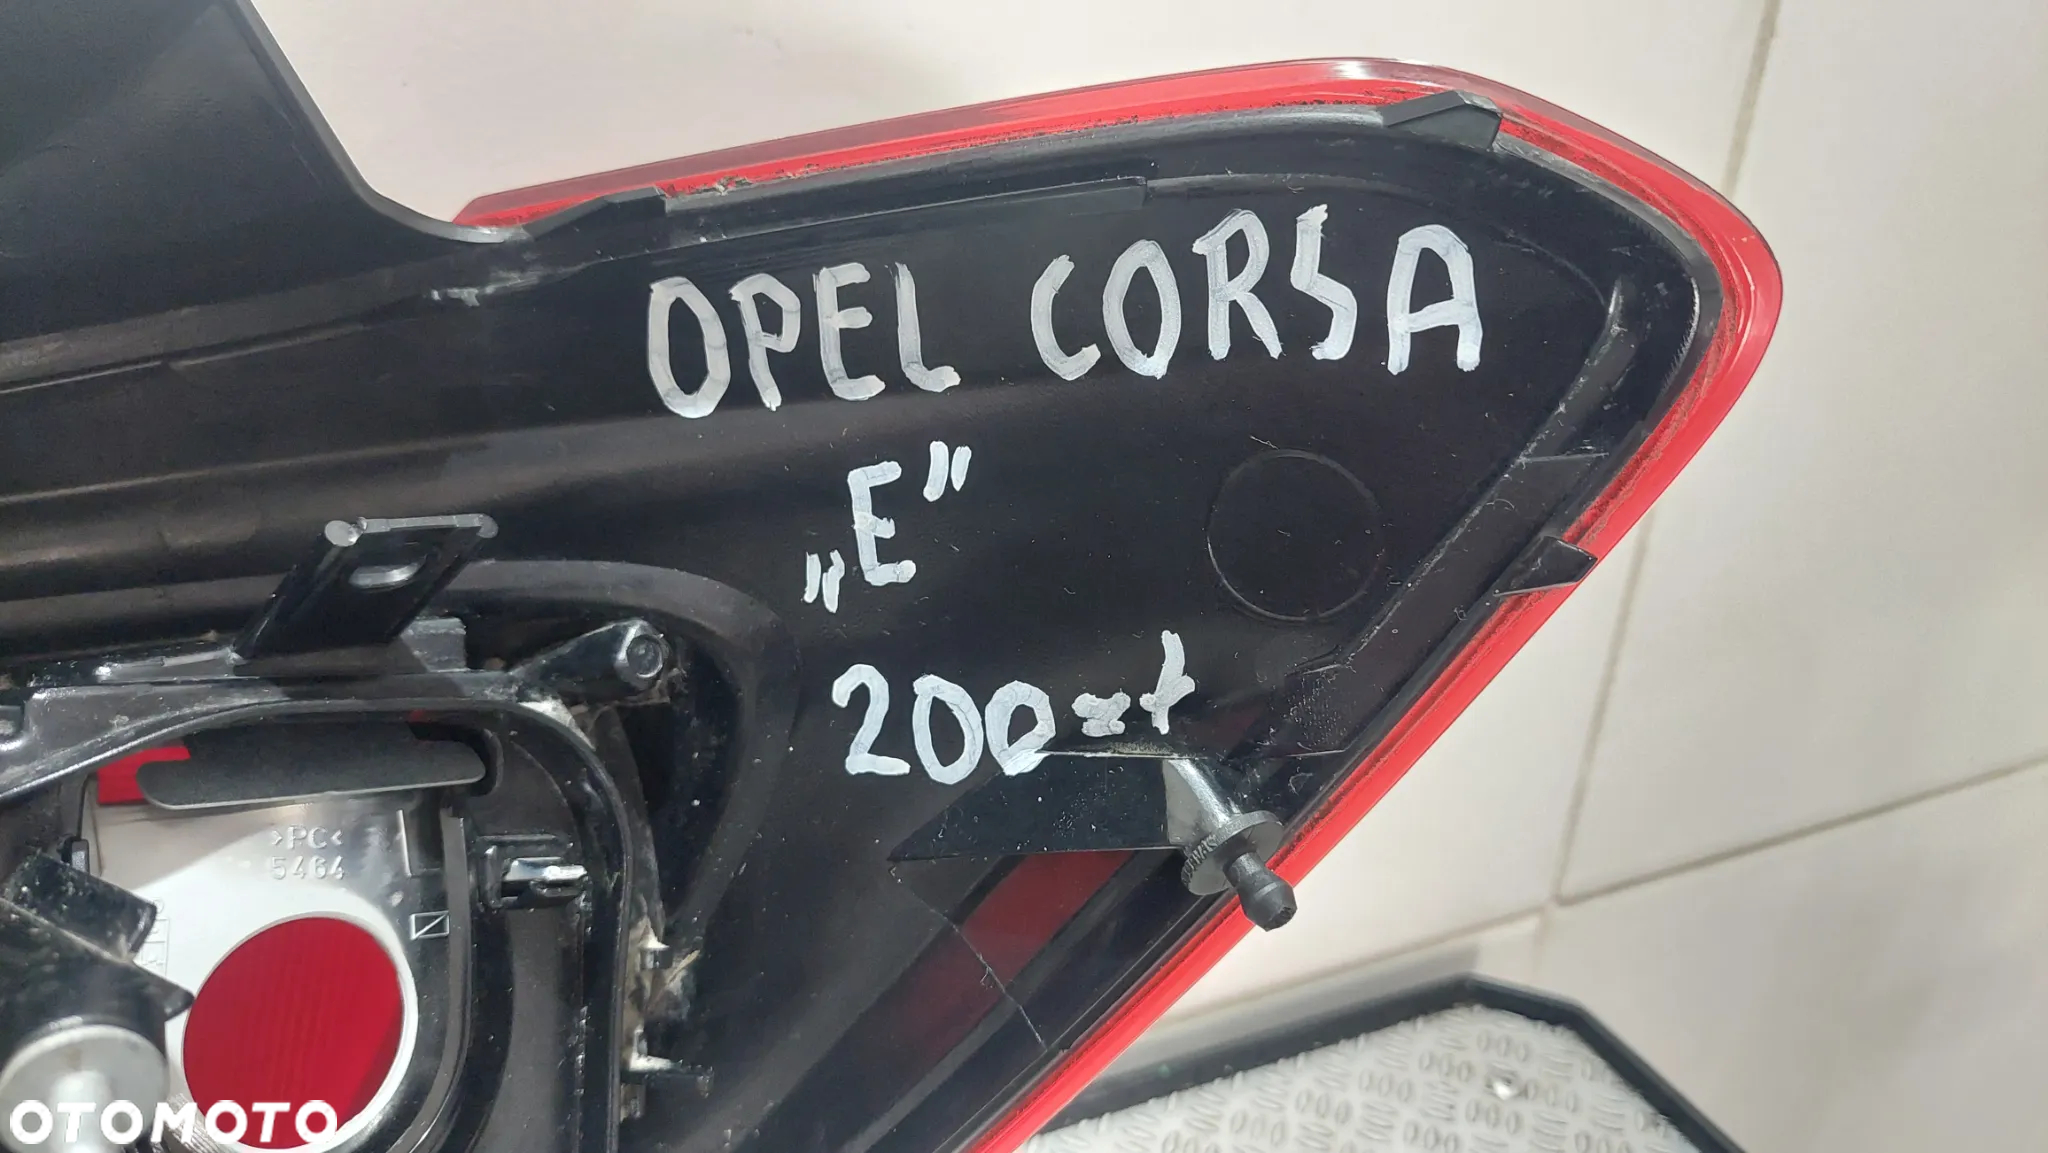 OPEL CORSA
„E”
200zł
>PC<
5464
OTOMOTO